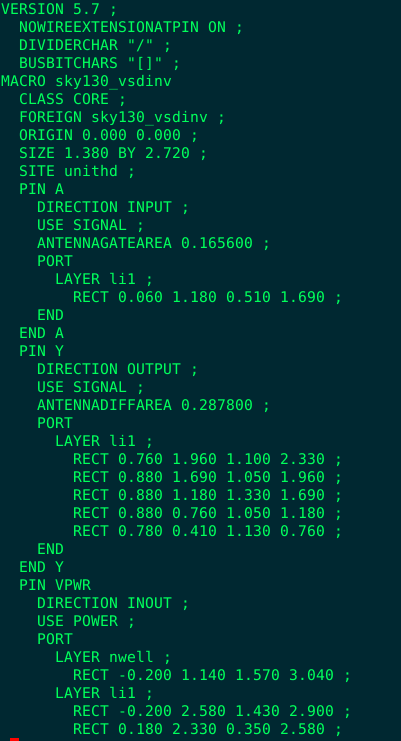 VERSION 5.7 ;
  NOWIREEXTENSIONATPIN ON ;
  DIVIDERCHAR "/" ;
  BUSBITCHARS "[]" ;
MACRO sky130_vsdinv
  CLASS CORE ;
  FOREIGN sky130_vsdinv ;
  ORIGIN 0.000 0.000 ;
  SIZE 1.380 BY 2.720 ;
  SITE unithd ;
  PIN A
    DIRECTION INPUT ;
    USE SIGNAL ;
    ANTENNAGATEAREA 0.165600 ;
    PORT
      LAYER li1 ;
        RECT 0.060 1.180 0.510 1.690 ;
    END
  END A
  PIN Y
    DIRECTION OUTPUT ;
    USE SIGNAL ;
    ANTENNADIFFAREA 0.287800 ;
    PORT
      LAYER li1 ;
        RECT 0.760 1.960 1.100 2.330 ;
        RECT 0.880 1.690 1.050 1.960 ;
        RECT 0.880 1.180 1.330 1.690 ;
        RECT 0.880 0.760 1.050 1.180 ;
        RECT 0.780 0.410 1.130 0.760 ;
    END
  END Y
  PIN VPWR
    DIRECTION INOUT ;
    USE POWER ;
    PORT
      LAYER nwell ;
        RECT -0.200 1.140 1.570 3.040 ;
      LAYER li1 ;
        RECT -0.200 2.580 1.430 2.900 ;
        RECT 0.180 2.330 0.350 2.580 ;